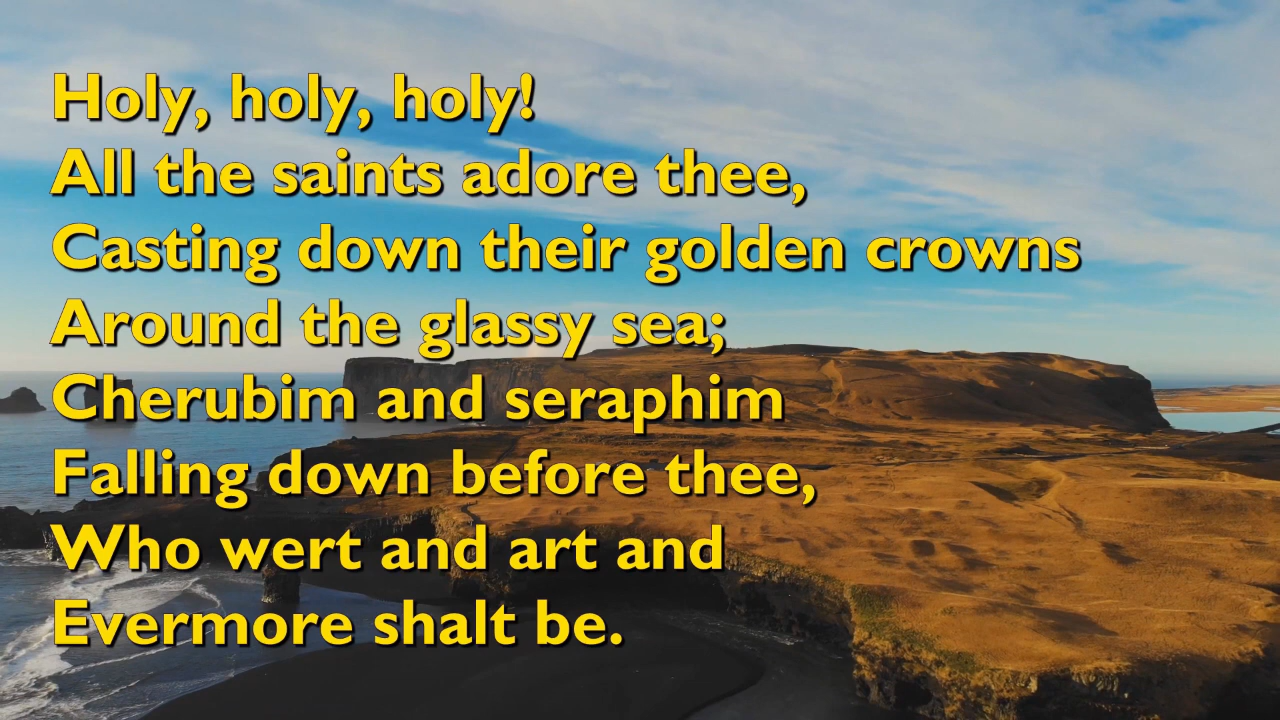 Holy, holy, holy!
All the saints adore thee,
Casting down their golden crowns
Around the glassy sea;
Cherubim and seraphim
Falling down before thee,
Who wert and art and
Evermore shalt be.